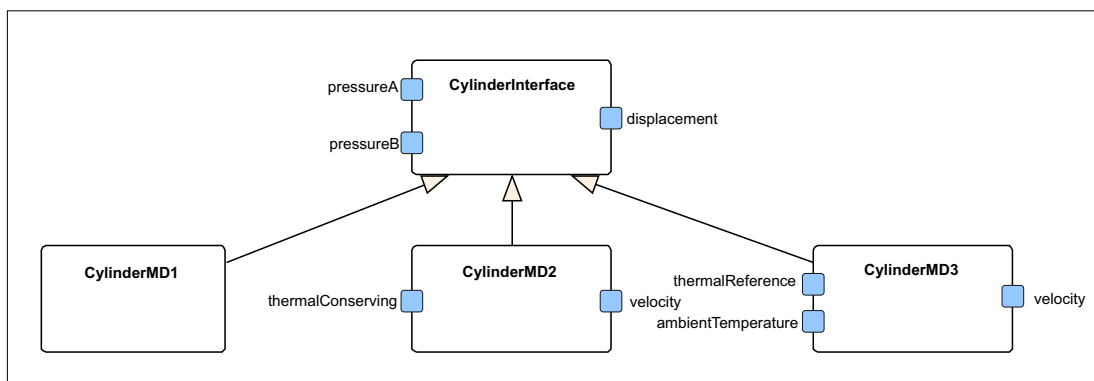 pressureA
CylinderInterface
displacement
pressureB
CylinderMD1
CylinderMD2
CylinderMD3
thermalReference
thermalConserving
velocity
velocity
ambientTemperature